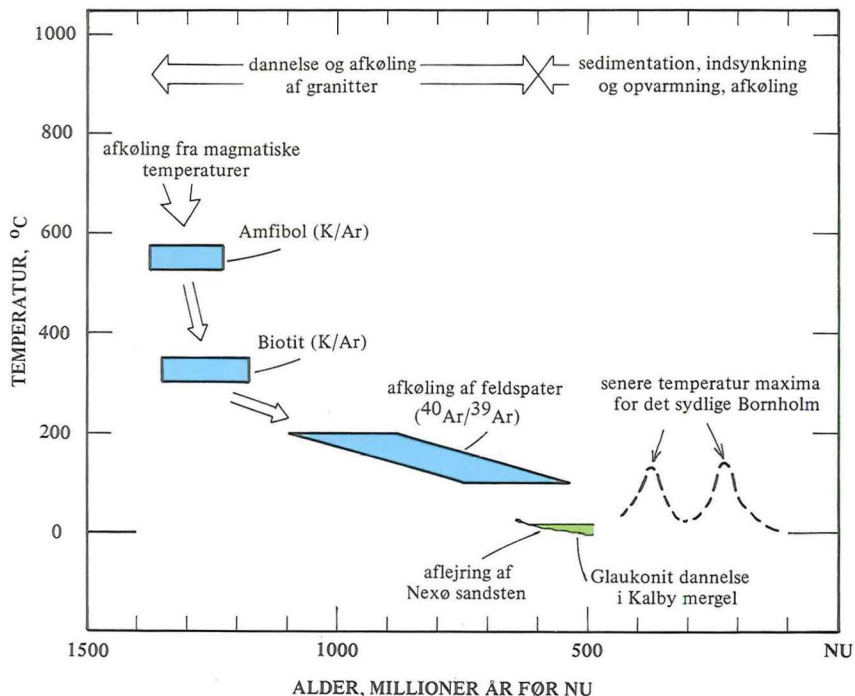 1000
800
600
400
200
0
TEMPERATUR, ⁰C
dannelse og afkøling
af granitter
sedimentation, indsynkning
og opvarmning, afkøling
afkøling fra magmatiske
temperaturer
Amfibol (K/Ar)
Biotit (K/Ar)
afkøling af feldspater
(⁴⁰Ar/³⁹Ar)
senere temperatur maxima
for det sydlige Bornholm
aflejring af
Nexø sandsten
Glaukonit dannelse
i Kalby mergel
1500
1000
500
NU
ALDER, MILLIONER ÅR FØR NU